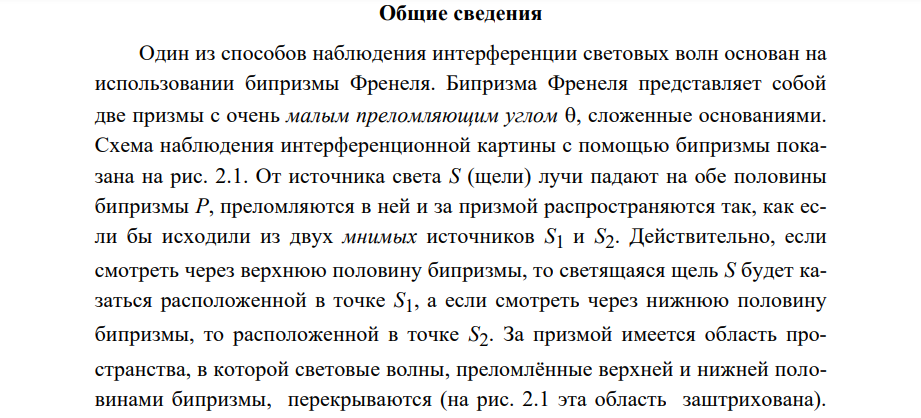 Общие сведения
Один из способов наблюдения интерференции световых волн основан на
использовании бипризмы Френеля. Бипризма Френеля представляет собой
две призмы с очень малым преломляющим углом θ, сложенные основаниями.
Схема наблюдения интерференционной картины с помощью бипризмы пока-
зана на рис. 2.1. От источника света S (щели) лучи падают на обе половины
бипризмы P, преломляются в ней и за призмой распространяются так, как ес-
ли бы исходили из двух мнимых источников S1 и S2. Действительно, если
смотреть через верхнюю половину бипризмы, то светящаяся щель S будет ка-
заться расположенной в точке S1, а если смотреть через нижнюю половину
бипризмы, то расположенной в точке S2. За призмой имеется область про-
странства, в которой световые волны, преломлённые верхней и нижней поло-
винами бипризмы, перекрываются (на рис. 2.1 эта область заштрихована).